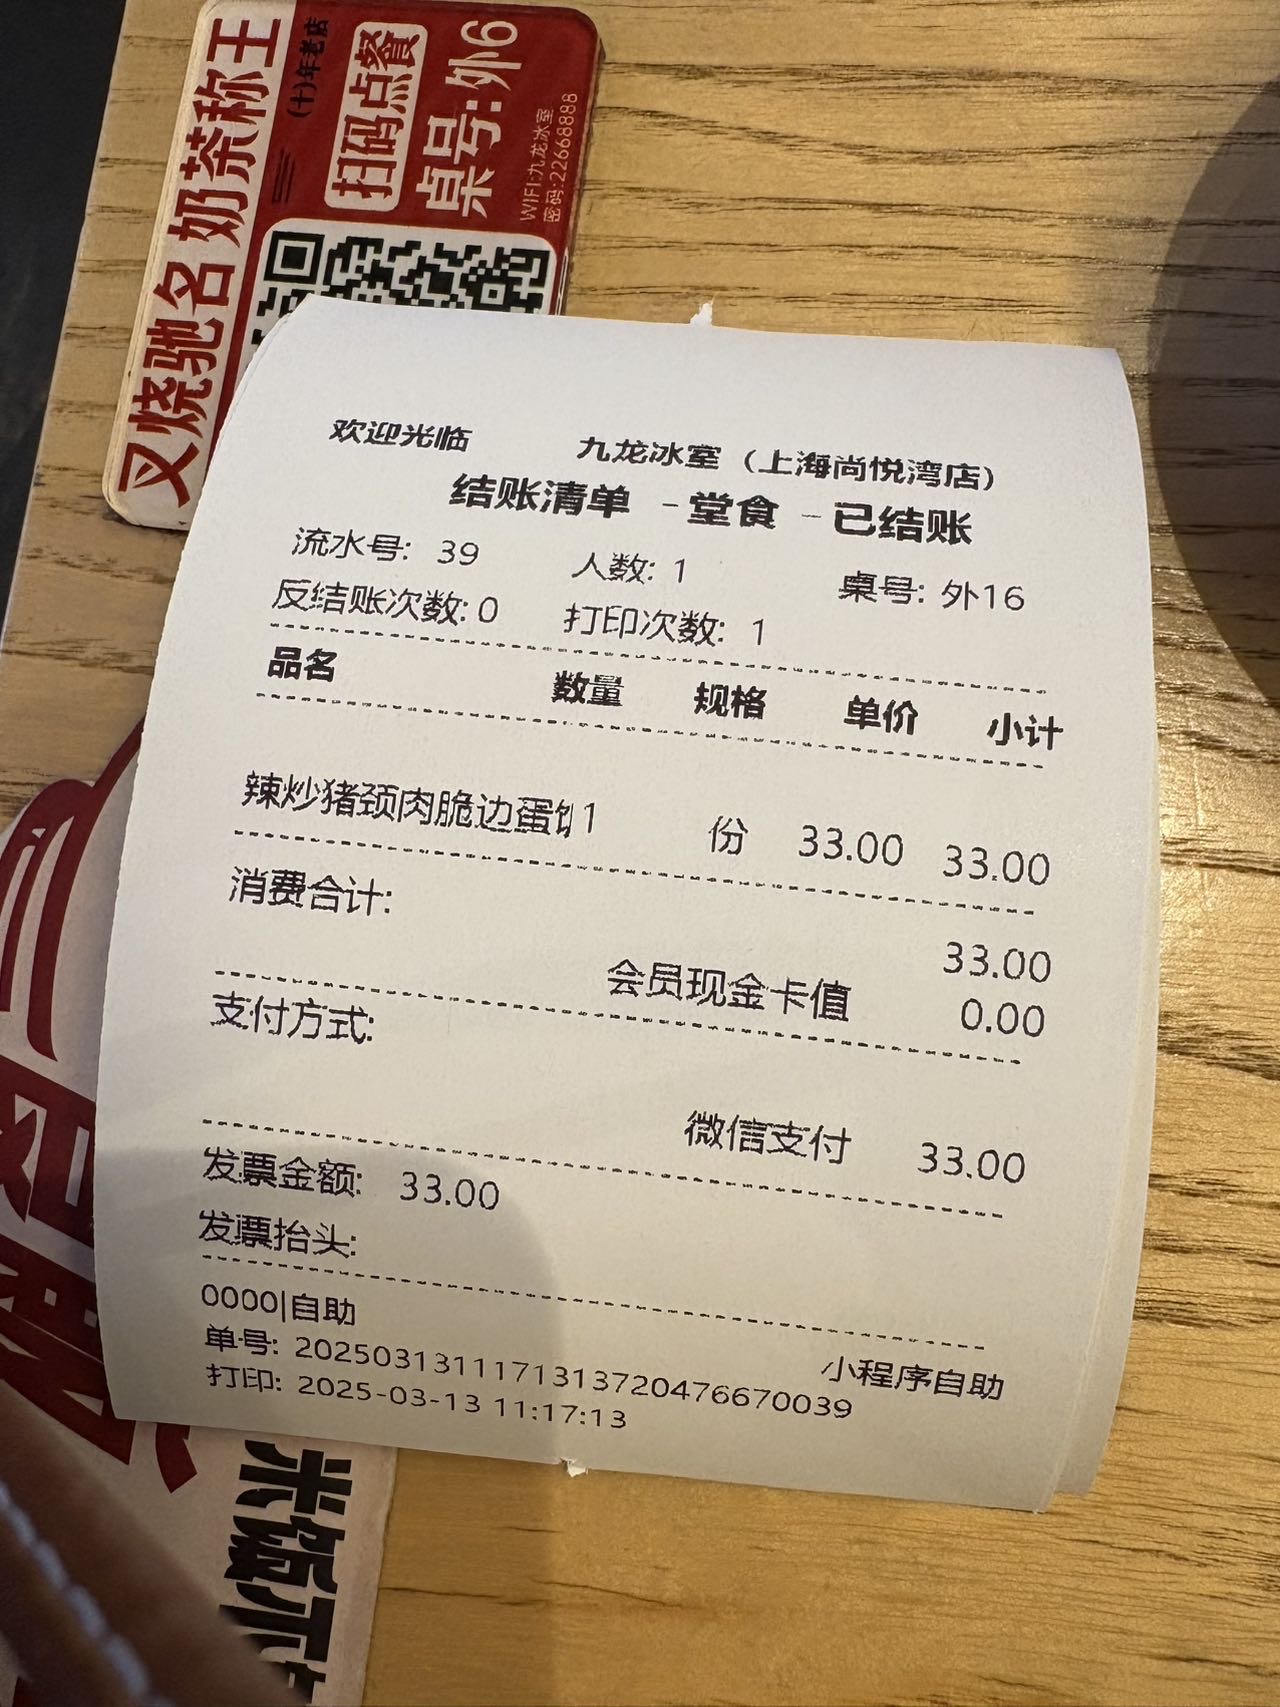 叉烧驰名 奶茶称王
(十)年老店
扫码点餐
桌号:外6
WIFI:九龙冰室
密码:22668888
欢迎光临 九龙冰室（上海尚悦湾店）
结账清单 -堂食 -已结账
流水号: 39 人数: 1 桌号: 外16
反结账次数: 0 打印次数: 1
品名 数量 规格 单价 小计
辣炒猪颈肉脆边蛋 1 份 33.00 33.00
消费合计: 33.00
会员现金卡值 0.00
支付方式:
微信支付 33.00
发票金额: 33.00
发票抬头:
0000|自助 小程序自助
单号: 2025031311171313720476670039
打印: 2025-03-13 11:17:13
米饭不